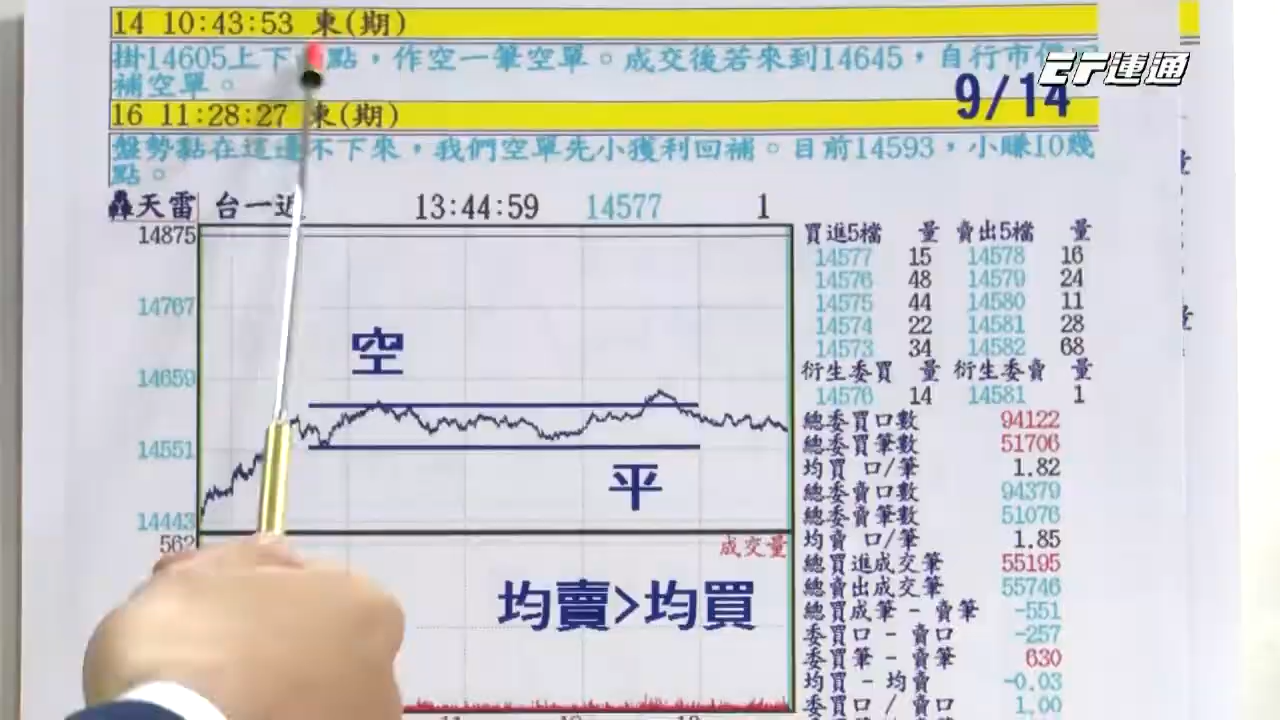 14 10:43:53 東(期)
掛14605上下 點，作空一筆空單。成交後若來到14645，自行市
補空單。
EF運通
9/14
16 11:28:27 東(期)
盤勢點在這邊不下來，我們空單先小獲利回補。目前14593，小賺10幾
點。
轟天雷 台一近 13:44:59 14577 1
14875
14767
14659
14551
14443
562
空
平
成交量
均賣>均買
11
買進5檔 量 賣出5檔 量
14577 15 14578 16
14576 48 14579 24
14575 44 14580 11
14574 22 14581 28
14573 34 14582 68
衍生委買 量 衍生委賣 量
14576 14 14581 1
總委買口數 94122
總委買筆數 51706
均買 口/筆 1.82
總委賣口數 94379
總委賣筆數 51076
均賣 口/筆 1.85
總買進成交筆 55195
總賣出成交筆 55746
總買成筆 - 賣筆 -551
委買口 - 賣口 -257
委買筆 - 賣筆 630
均買 - 均賣 -0.03
委買口 / 賣口 1.00